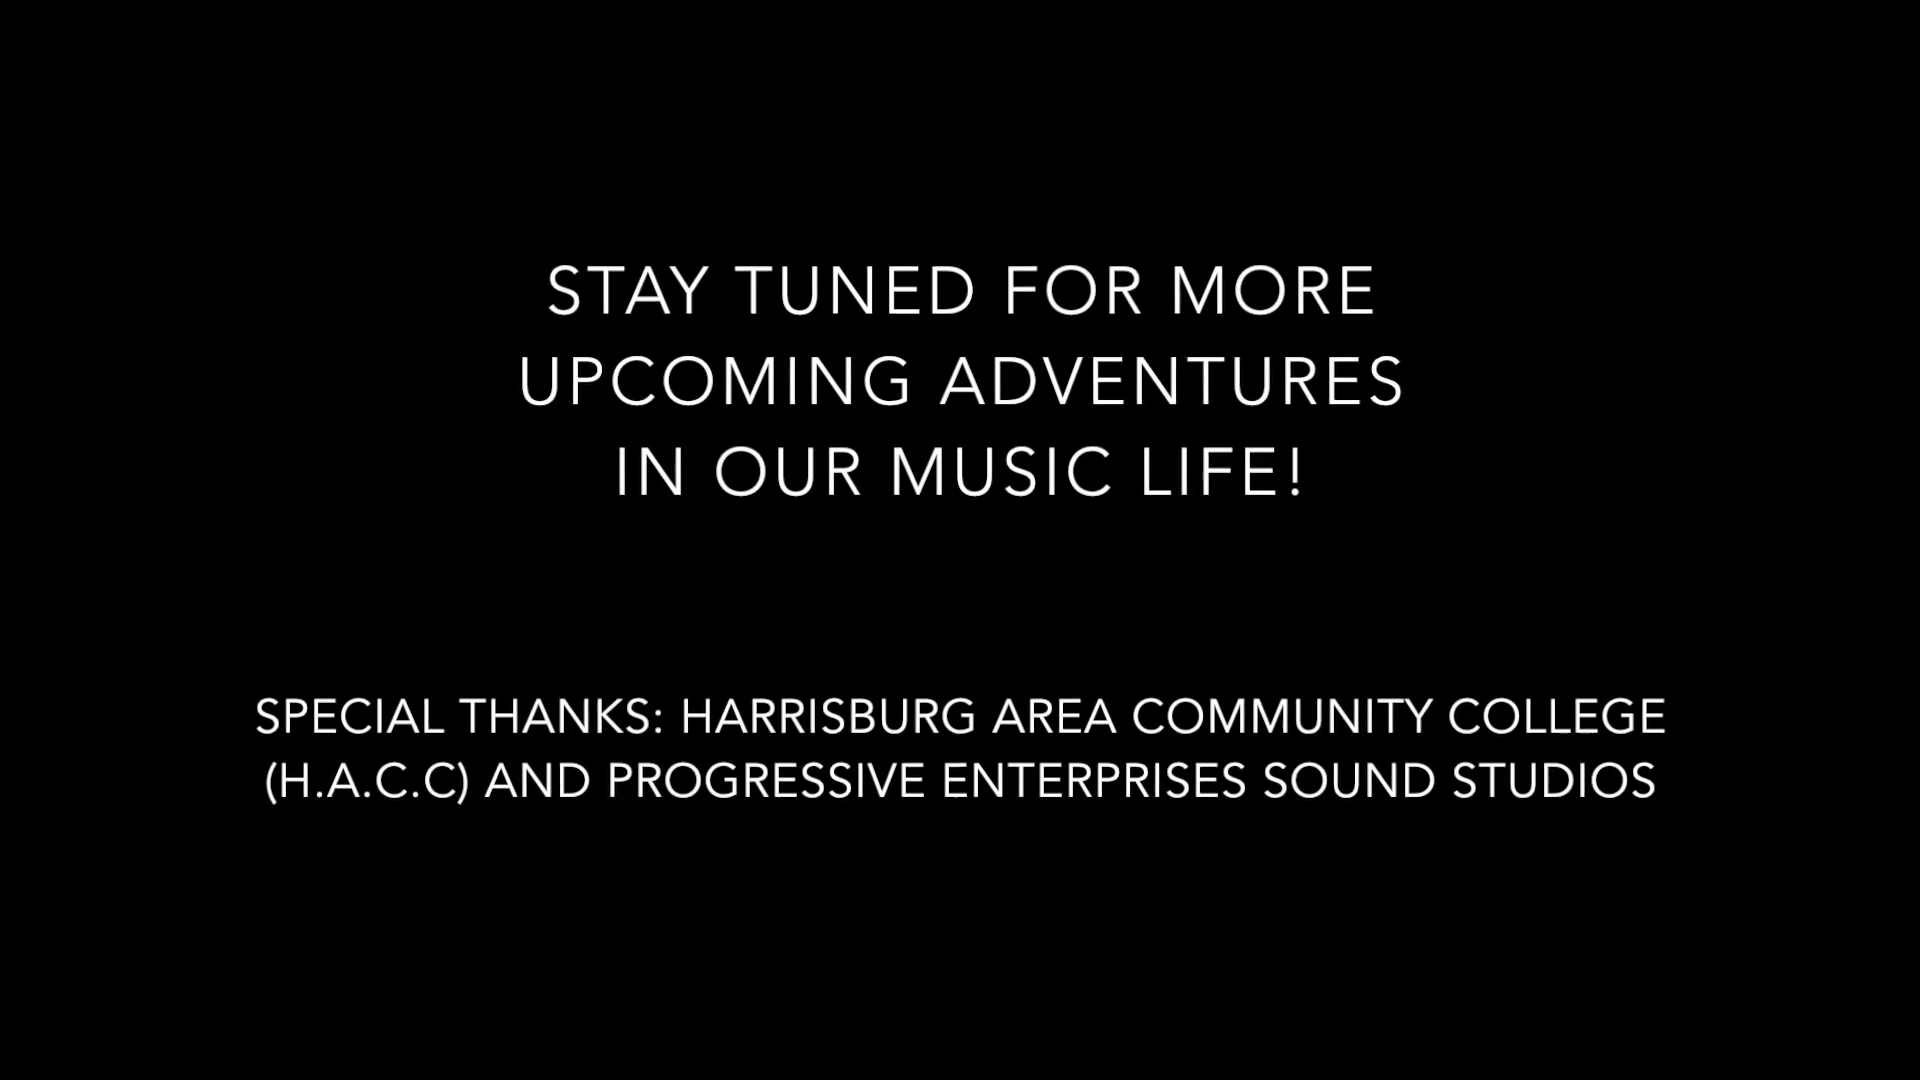 STAY TUNED FOR MORE
UPCOMING ADVENTURES
IN OUR MUSIC LIFE!
SPECIAL THANKS: HARRISBURG AREA COMMUNITY COLLEGE
(H.A.C.C) AND PROGRESSIVE ENTERPRISES SOUND STUDIOS